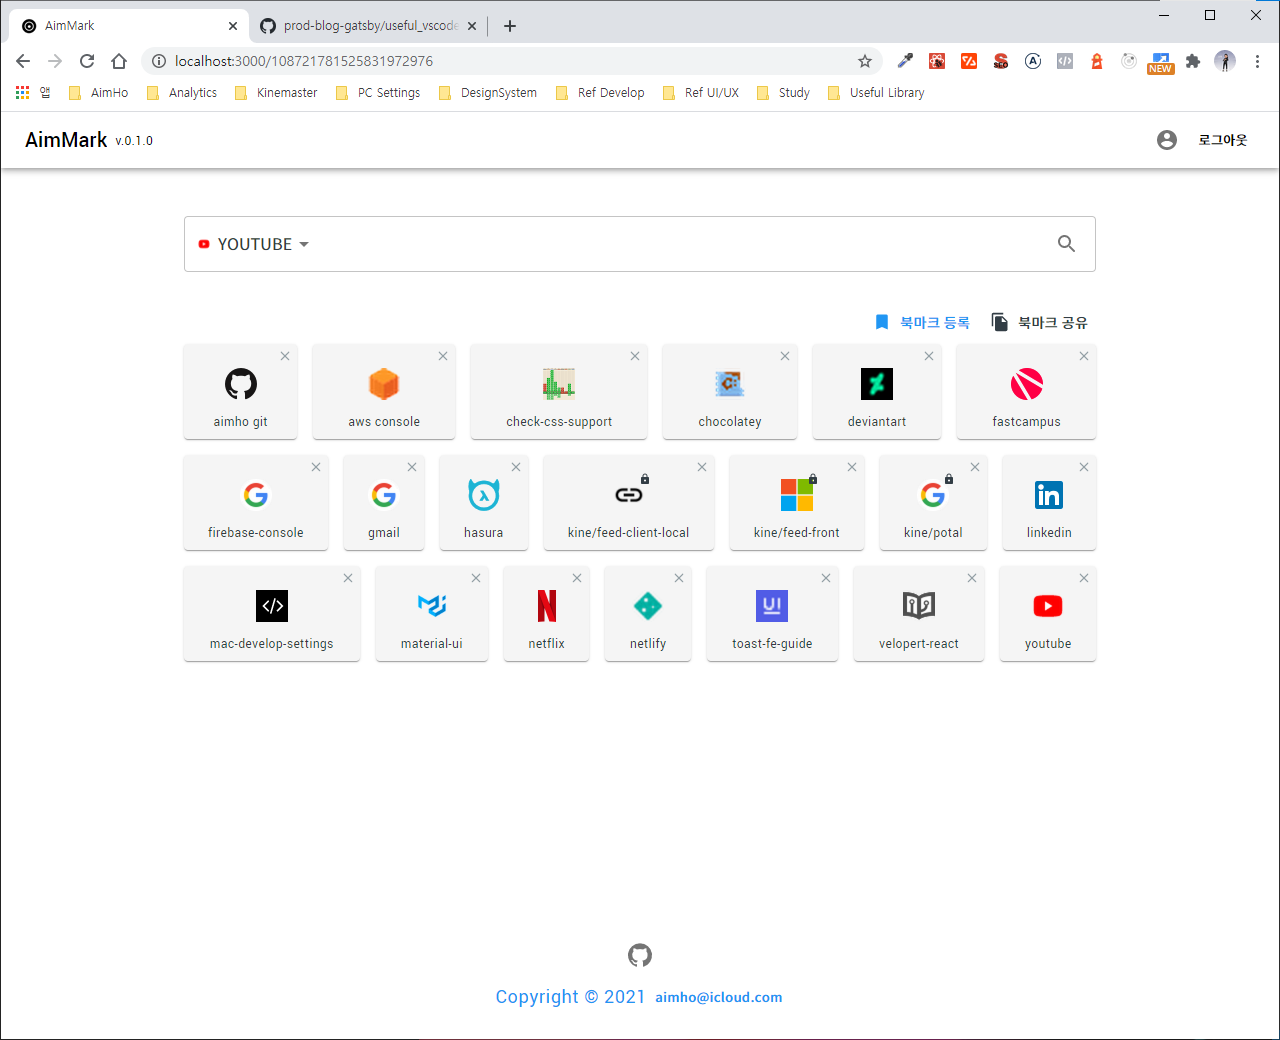 AimMark
prod-blog-gatsby/useful_vscode
localhost:3000/108721781525831972976
NEW
앱 AimHo Analytics Kinemaster PC Settings DesignSystem Ref Develop Ref UI/UX Study Useful Library
AimMark v.0.1.0 로그아웃
YOUTUBE
북마크 등록 북마크 공유
aimho git aws console check-css-support chocolatey deviantart fastcampus
firebase-console gmail hasura kine/feed-client-local kine/feed-front kine/potal linkedin
mac-develop-settings material-ui netflix netlify toast-fe-guide velopert-react youtube
Copyright © 2021 aimho@icloud.com